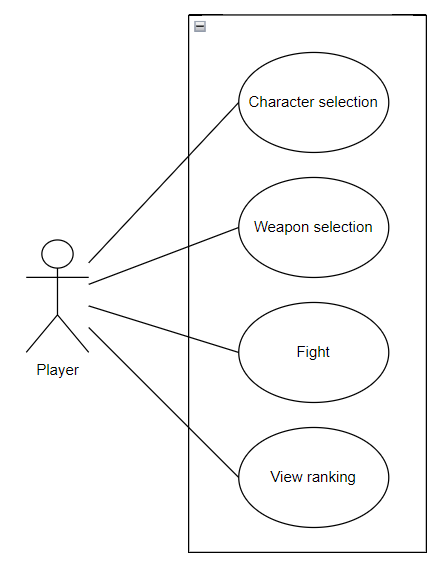 Character selection
Weapon selection
Fight
Player
View ranking